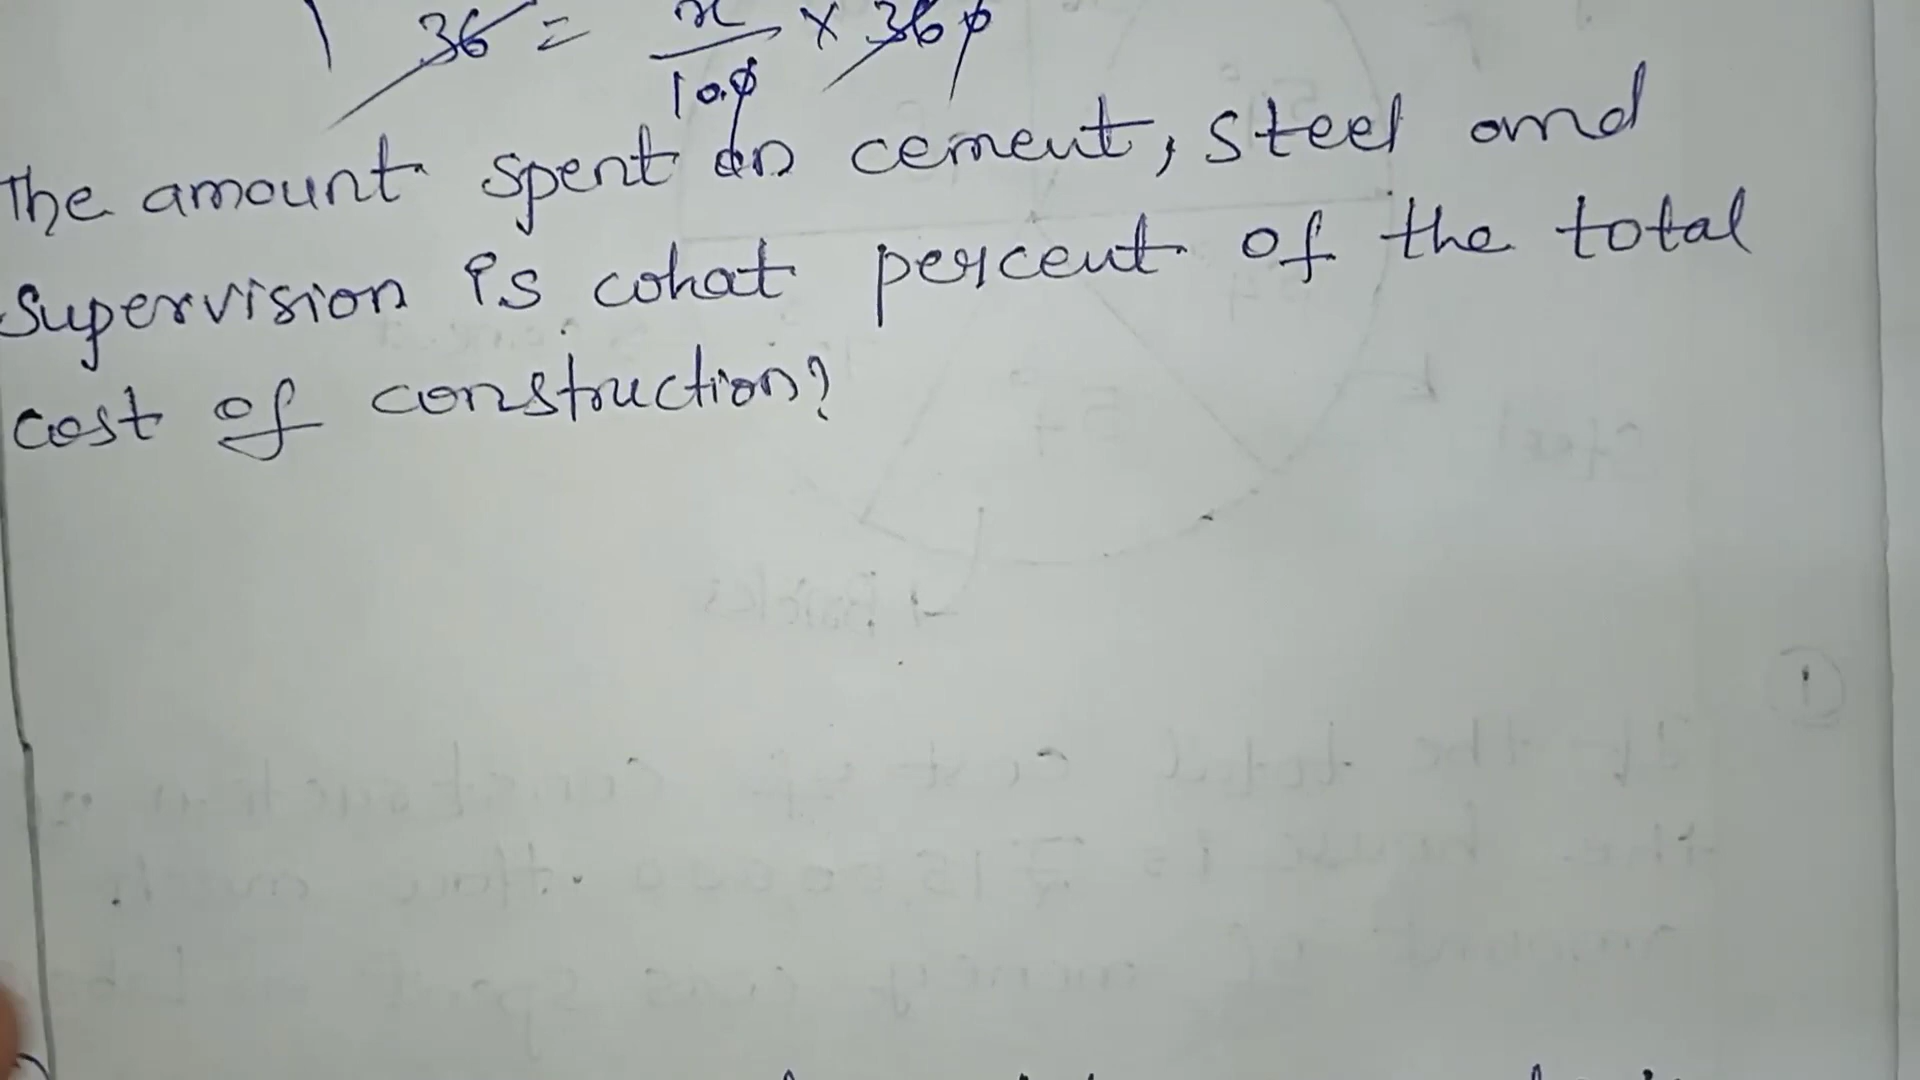 36 = x/100 × 360
The amount spent on cement, steel and
Supervision is what percent of the total
cost of construction?